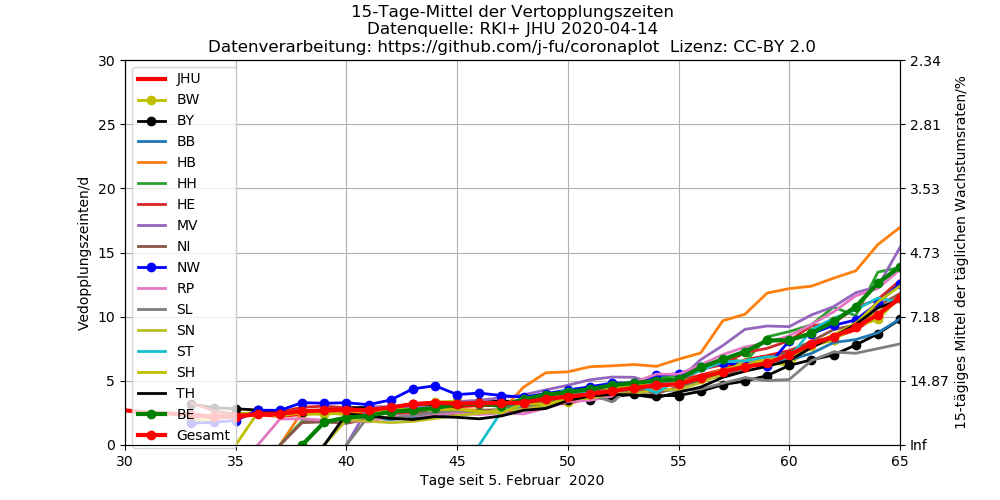 15-Tage-Mittel der Vertopplungszeiten
Datenquelle: RKI+ JHU 2020-04-14
Datenverarbeitung: https://github.com/j-fu/coronaplot  Lizenz: CC-BY 2.0
Vedopplungszeinten/d
30
25
20
15
10
5
0
JHU
BW
BY
BB
HB
HH
HE
MV
NI
NW
RP
SL
SN
ST
SH
TH
BE
Gesamt
2.34
2.81
3.53
4.73
7.18
14.87
Inf
15-tägiges Mittel der täglichen Wachstumsraten/%
30 35 40 45 50 55 60 65
Tage seit 5. Februar  2020